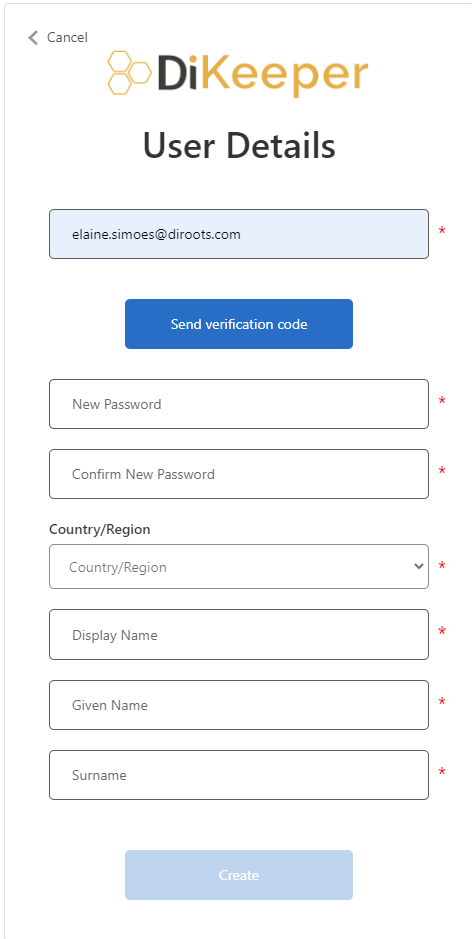 Cancel
DiKeeper
User Details
elaine.simoes@diroots.com
*
Send verification code
New Password
*
Confirm New Password
*
Country/Region
Country/Region
*
Display Name
*
Given Name
*
Surname
*
Create